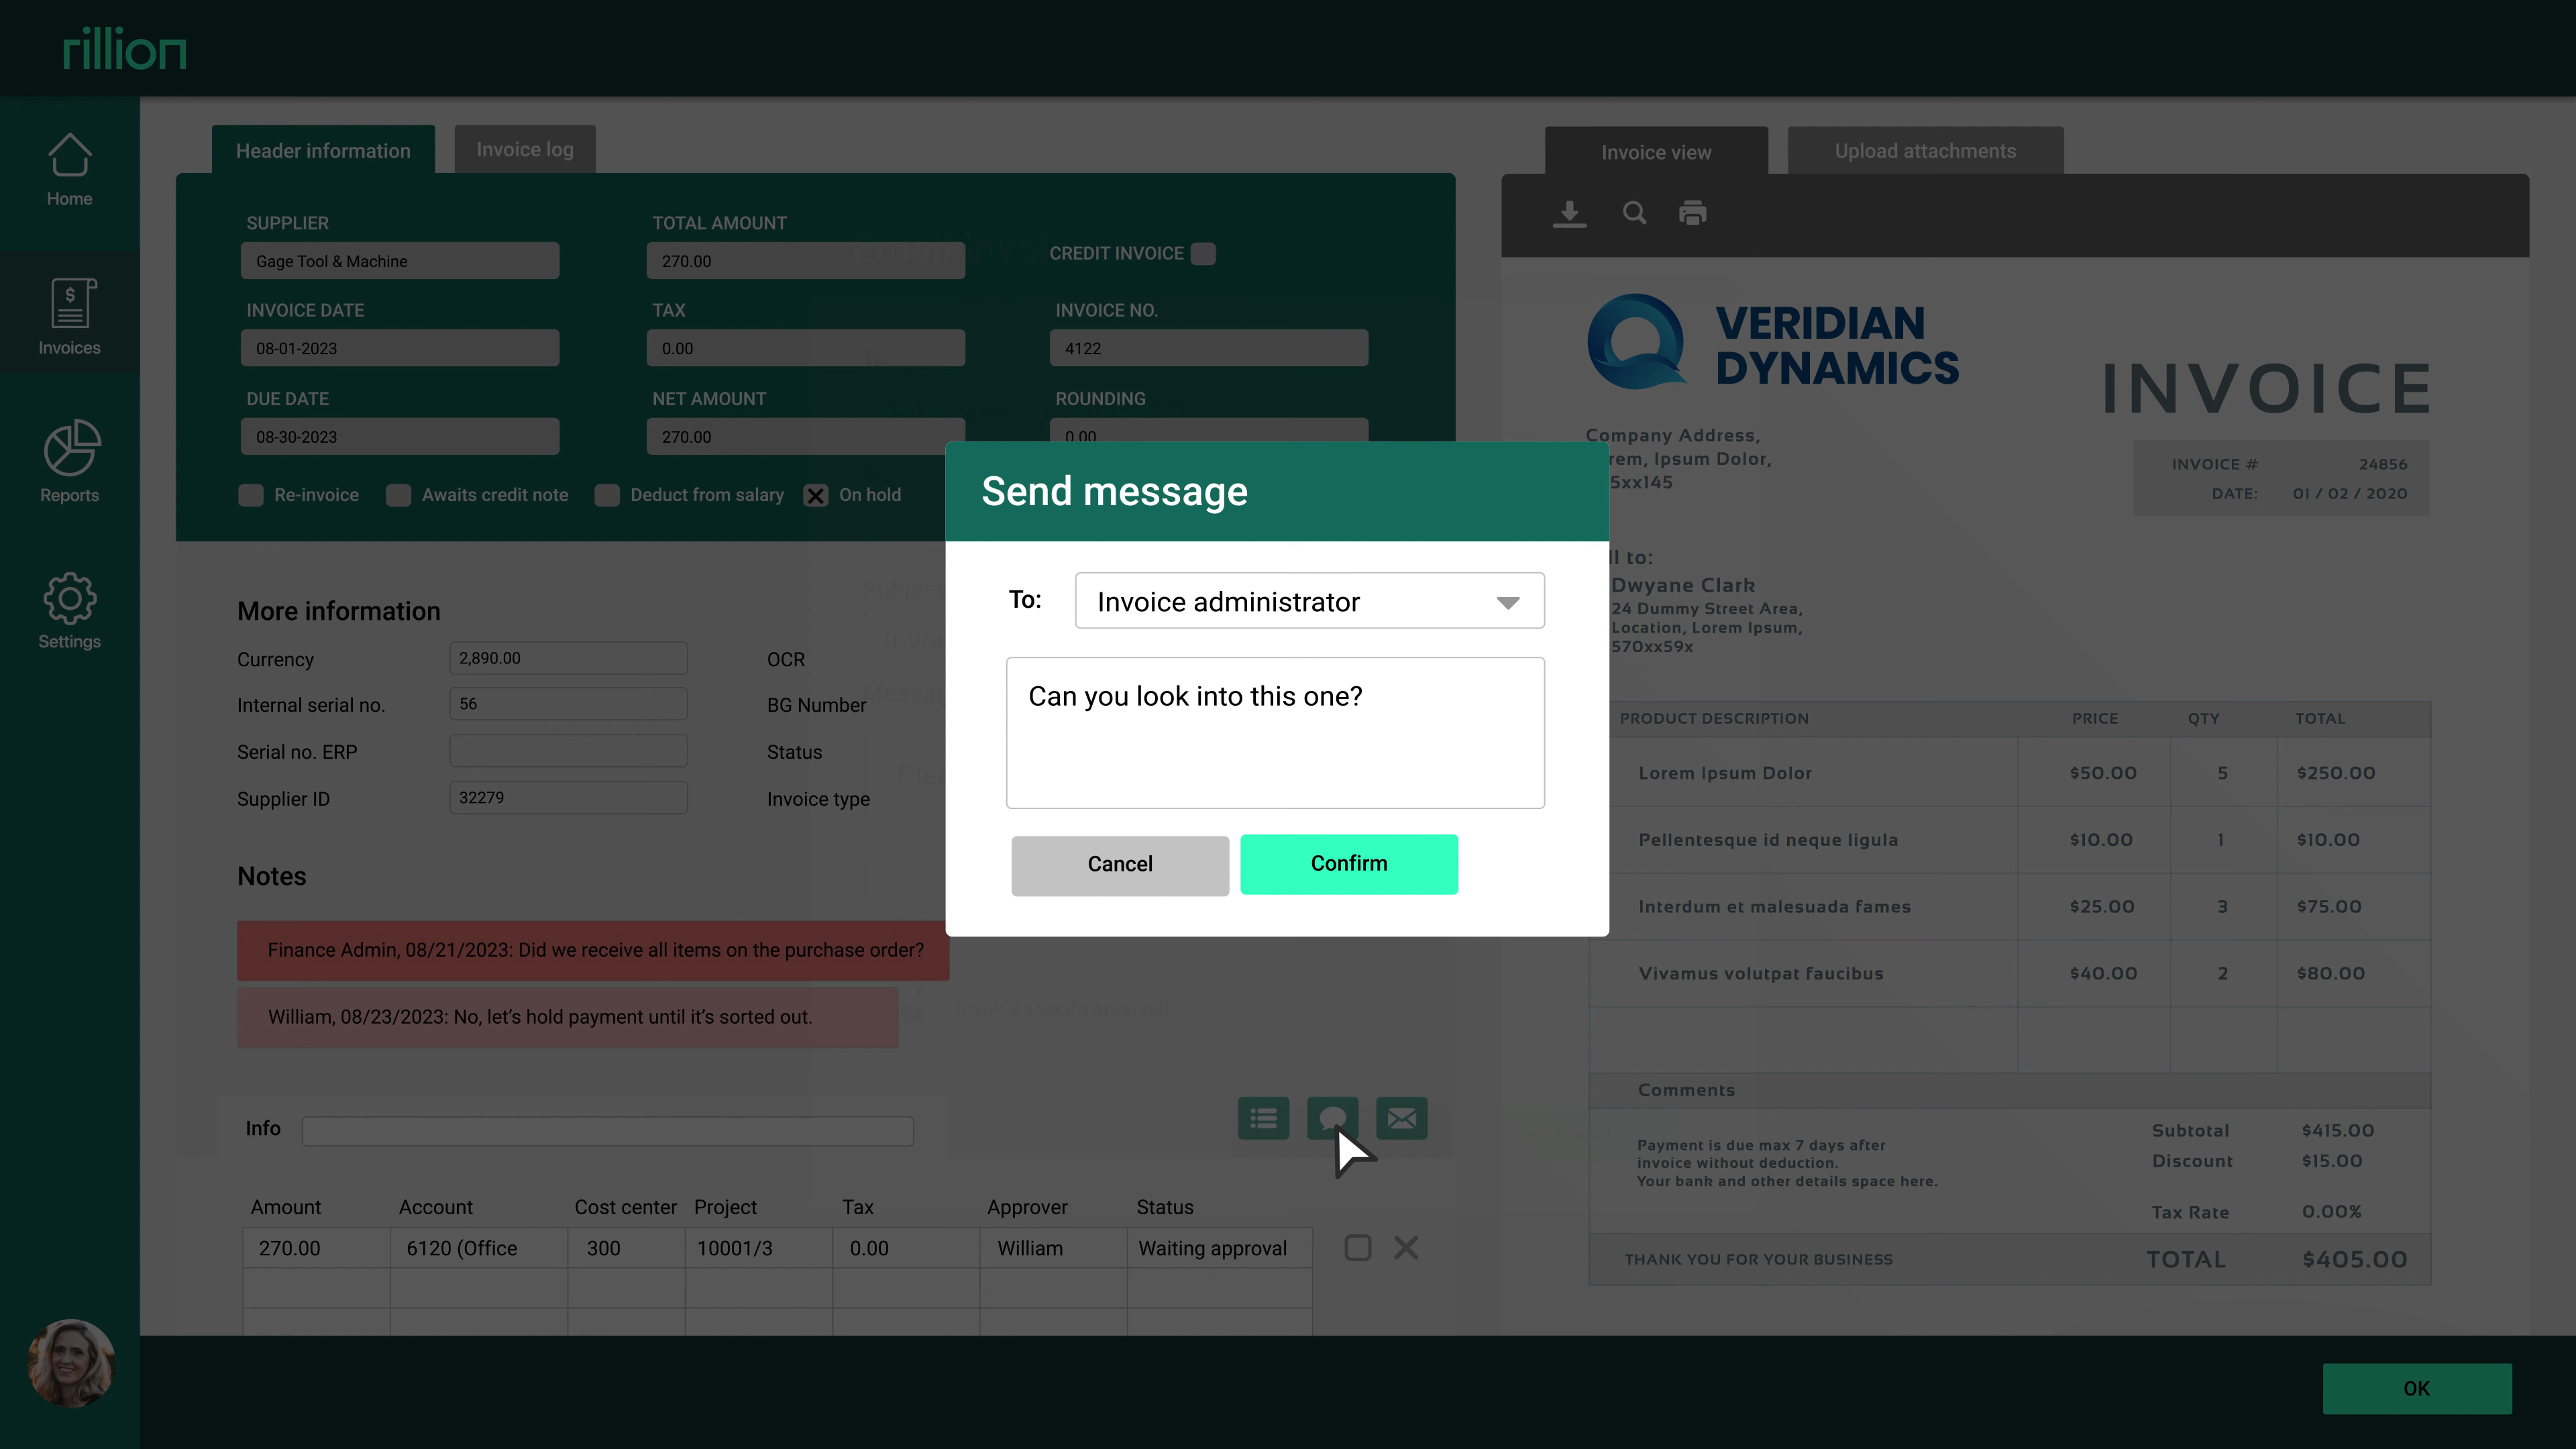 rillion
Home
Invoices
Reports
Settings
Header information
Invoice log
SUPPLIER
Gage Tool & Machine
TOTAL AMOUNT
270.00
CREDIT INVOICE
INVOICE DATE
08-01-2023
TAX
0.00
INVOICE NO.
4122
DUE DATE
08-30-2023
NET AMOUNT
270.00
ROUNDING
0.00
Re-invoice
Awaits credit note
Deduct from salary
On hold
Send message
To:
Invoice administrator
Can you look into this one?
Cancel
Confirm
More information
Currency
2,890.00
OCR
Internal serial no.
56
BG Number
Serial no. ERP
Status
Supplier ID
32279
Invoice type
Notes
Finance Admin, 08/21/2023: Did we receive all items on the purchase order?
William, 08/23/2023: No, let's hold payment until it's sorted out.
Info
Amount Account Cost center Project Tax Approver Status
270.00 6120 (Office 300 10001/3 0.00 William Waiting approval
Invoice view
Upload attachments
VERIDIAN
DYNAMICS
INVOICE
Company Address,
rem, Ipsum Dolor,
5xx145
INVOICE # 24856
DATE: 01 / 02 / 2020
ll to:
Dwyane Clark
24 Dummy Street Area,
Location, Lorem Ipsum,
570xx59x
PRODUCT DESCRIPTION PRICE QTY TOTAL
Lorem Ipsum Dolor $50.00 5 $250.00
Pellentesque id neque ligula $10.00 1 $10.00
Interdum et malesuada fames $25.00 3 $75.00
Vivamus volutpat faucibus $40.00 2 $80.00
Comments
Payment is due max 7 days after
invoice without deduction.
Your bank and other details space here.
Subtotal $415.00
Discount $15.00
Tax Rate 0.00%
THANK YOU FOR YOUR BUSINESS
TOTAL $405.00
OK